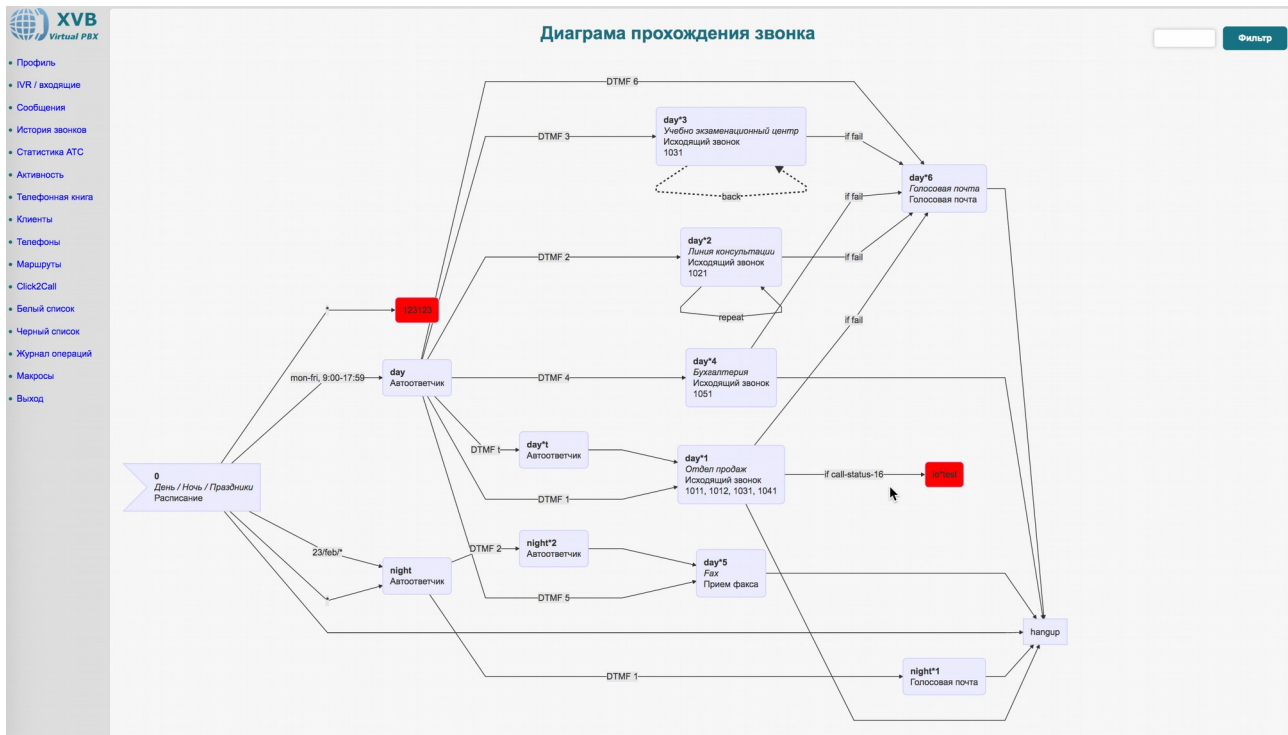 XVB
Virtual PBX
Диаграма прохождения звонка
Фильтр
Профиль
IVR / входящие
Сообщения
История звонков
Статистика АТС
Активность
Телефонная книга
Клиенты
Телефоны
Маршруты
Click2Call
Белый список
Черный список
Журнал операций
Макросы
Выход
DTMF 6
day*3
Учебно экзаменационный центр
Исходящий звонок
1031
DTMF 3
if fail
back
day*6
Голосовая почта
Голосовая почта
if fail
day*2
Линия консультации
Исходящий звонок
1021
DTMF 2
if fail
repeat
*
123123
if fail
day*4
Бухгалтерия
Исходящий звонок
1051
mon-fri, 9:00-17:59
day
Автоответчик
DTMF 4
DTMF t
day*t
Автоответчик
day*1
Отдел продаж
Исходящий звонок
1011, 1012, 1031, 1041
if call-status-16
DTMF 1
0
День / Ночь / Праздники
Расписание
23/feb/*
DTMF 2
night*2
Автоответчик
day*5
Fax
Прием факса
night
Автоответчик
*
DTMF 5
hangup
night*1
Голосовая почта
DTMF 1